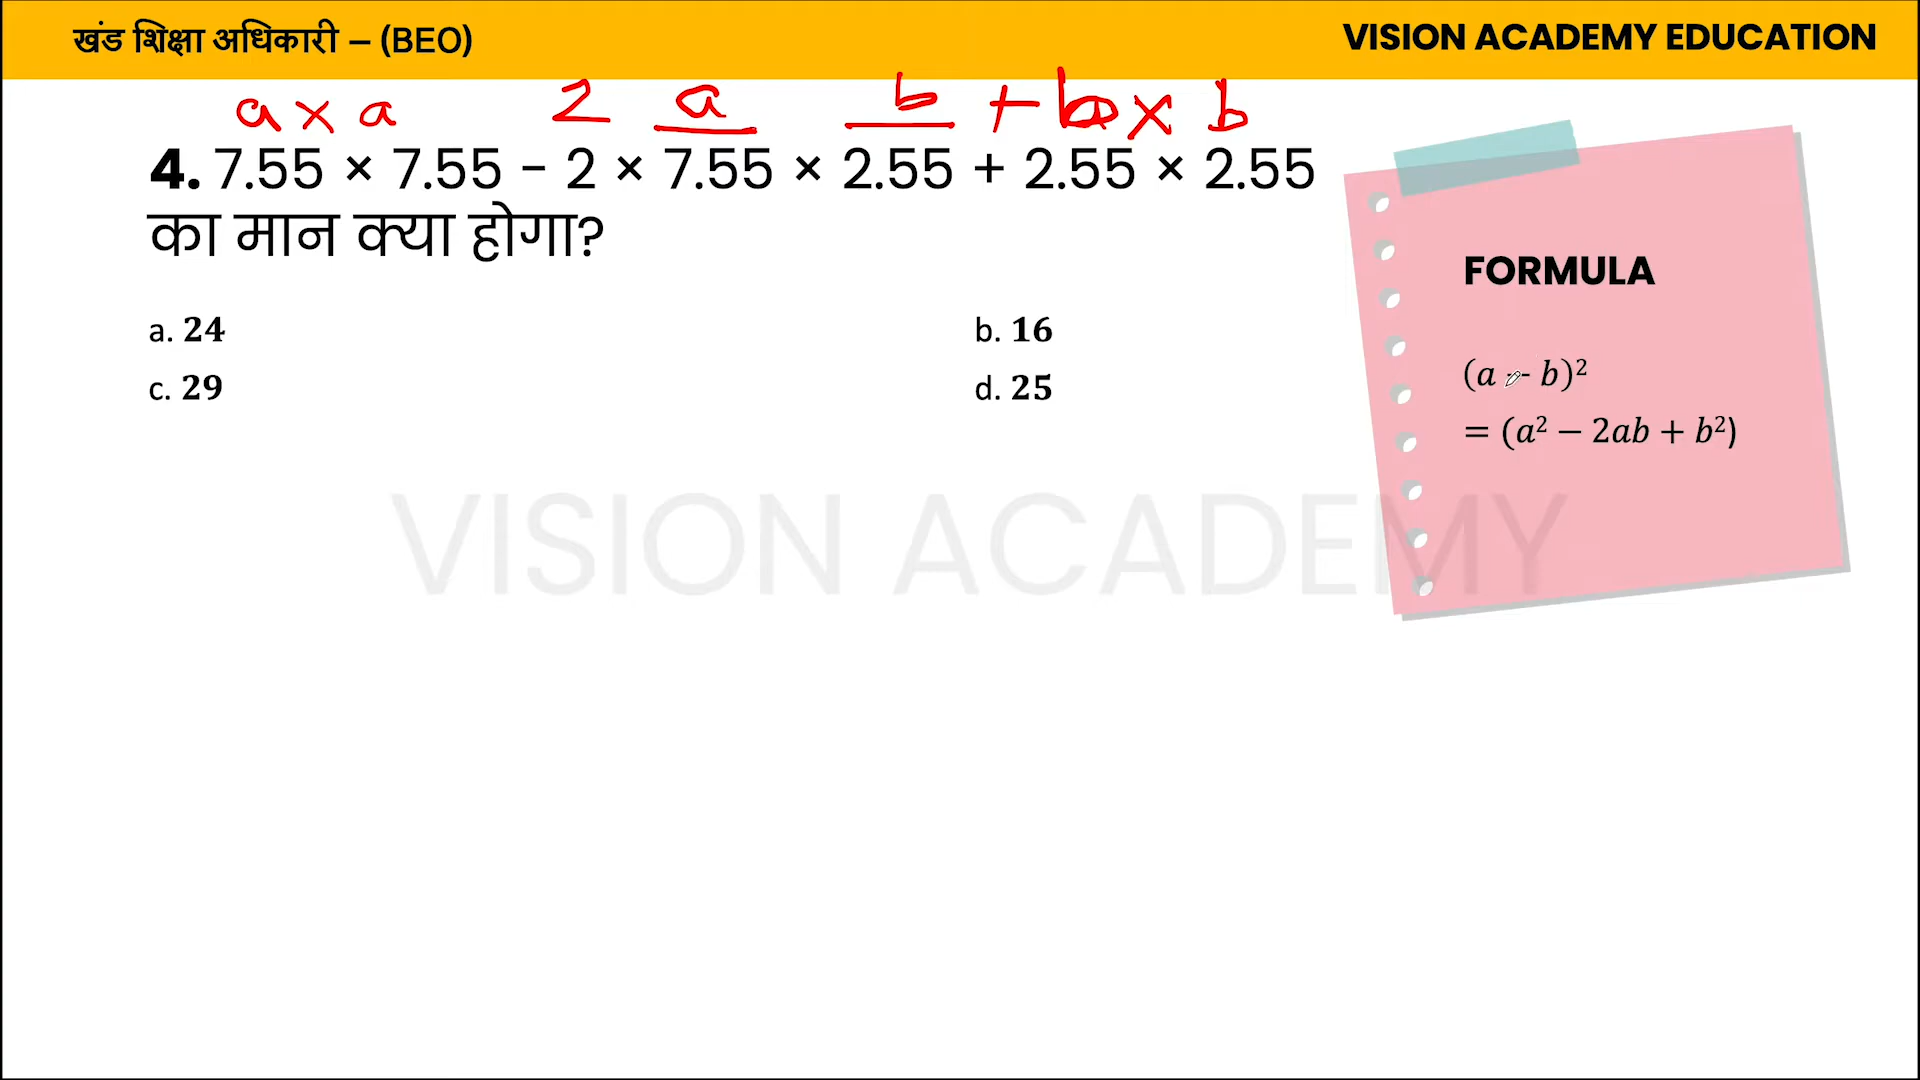 खंड शिक्षा अधिकारी – (BEO)
VISION ACADEMY EDUCATION
a × a 2 a b + b × b
4. 7.55 × 7.55 - 2 × 7.55 × 2.55 + 2.55 × 2.55
का मान क्या होगा?
a. 24
b. 16
c. 29
d. 25
FORMULA
(a - b)²
= (a² − 2ab + b²)
VISION ACADEMY